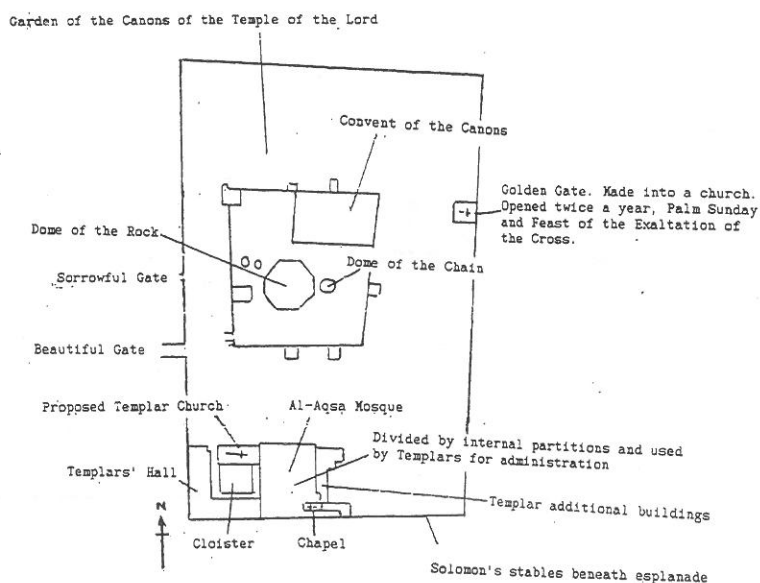 Garden of the Canons of the Temple of the Lord
Convent of the Canons
Golden Gate. Made into a church.
Opened twice a year, Palm Sunday
and Feast of the Exaltation of
the Cross.
Dome of the Rock
Dome of the Chain
Sorrowful Gate
Beautiful Gate
Proposed Templar Church
Al-Aqsa Mosque
Divided by internal partitions and used
by Templars for administration
Templars' Hall
Templar additional buildings
N
Cloister
Chapel
Solomon's stables beneath esplanade